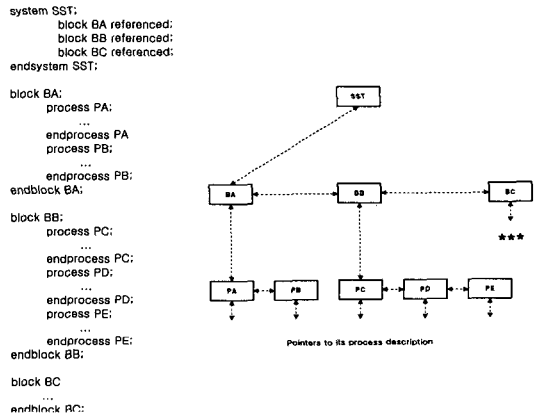 system SST;
block BA referenced;
block BB referenced;
block BC referenced;
endsystem SST;
block BA;
process PA;
...
endprocess PA
process PB;
...
endprocess PB;
endblock BA;
block BB;
process PC;
...
endprocess PC;
process PD;
...
endprocess PD;
process PE;
...
endprocess PE;
endblock BB;
block BC
...
endblock BC;
SST
BA
BB
BC
***
PA
PB
PC
PD
PE
Pointers to its process description